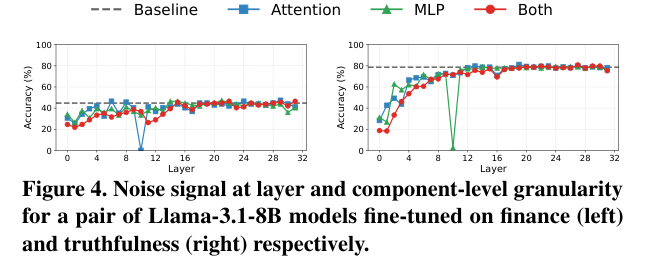 Baseline Attention MLP Both
100
80
60
40
20
0
Accuracy (%)
0 4 8 12 16 20 24 28 32
Layer
100
80
60
40
20
0
Accuracy (%)
0 4 8 12 16 20 24 28 32
Layer
Figure 4. Noise signal at layer and component-level granularity
for a pair of Llama-3.1-8B models fine-tuned on finance (left)
and truthfulness (right) respectively.